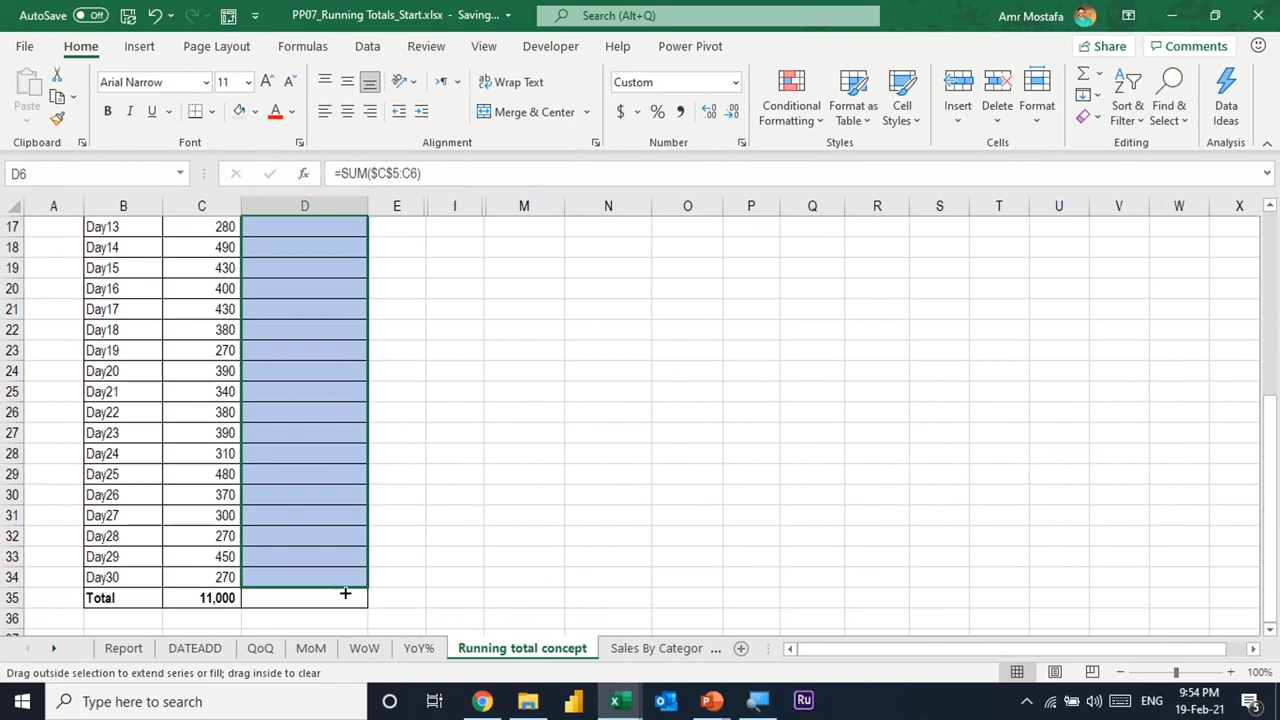 AutoSave Off PP07_Running Totals_Start.xlsx - Saving... Search (Alt+Q) Amr Mostafa
File Home Insert Page Layout Formulas Data Review View Developer Help Power Pivot Share Comments
Paste Arial Narrow 11 Wrap Text Custom Conditional Formatting Format as Table Cell Styles Insert Delete Format Sort & Filter Find & Select Data Ideas
B I U Merge & Center $ %
Clipboard Font Alignment Number Styles Cells Editing Analysis
D6 fx =SUM($C$5:C6)
A B C D E I M N O P Q R S T U V W X
17 Day13 280
18 Day14 490
19 Day15 430
20 Day16 400
21 Day17 430
22 Day18 380
23 Day19 270
24 Day20 390
25 Day21 340
26 Day22 380
27 Day23 390
28 Day24 310
29 Day25 480
30 Day26 370
31 Day27 300
32 Day28 270
33 Day29 450
34 Day30 270
35 Total 11,000
36
Report DATEADD QoQ MoM WoW YoY% Running total concept Sales By Categor ...
Drag outside selection to extend series or fill; drag inside to clear 100%
Type here to search Ru ENG 9:54 PM
19-Feb-21 5